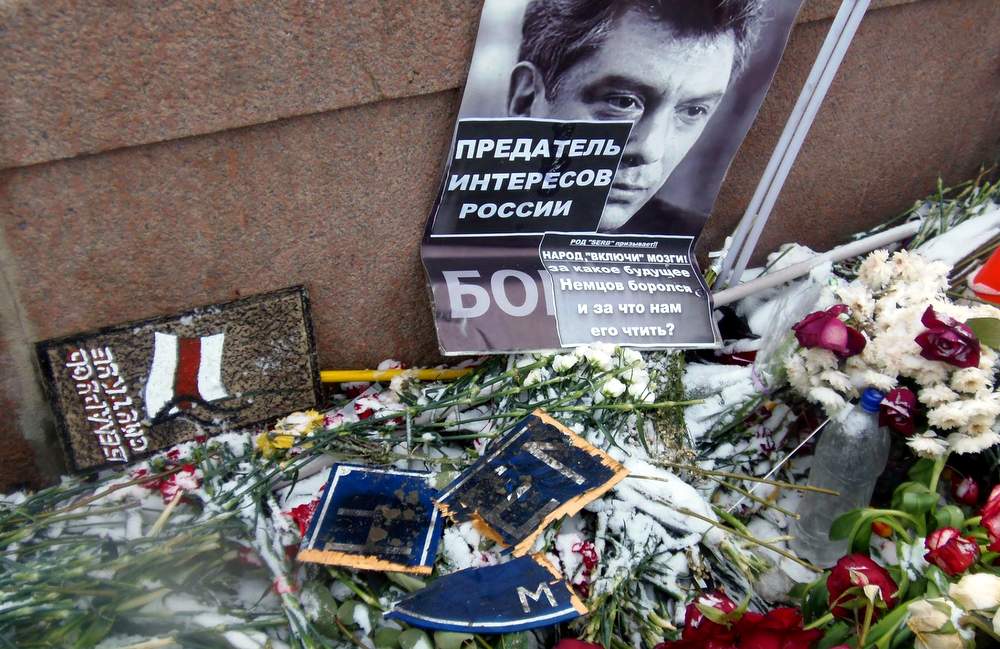 ПРЕДАТЕЛЬ
ИНТЕРЕСОВ
РОССИИ
РОД "SERB" призывает!!
НАРОД,"ВКЛЮЧИ" МОЗГИ!
за какое будущее
Немцов боролся
и за что нам
его чтить?
БО
БЕЛАРУСЬ
СМУТКУЕ
М